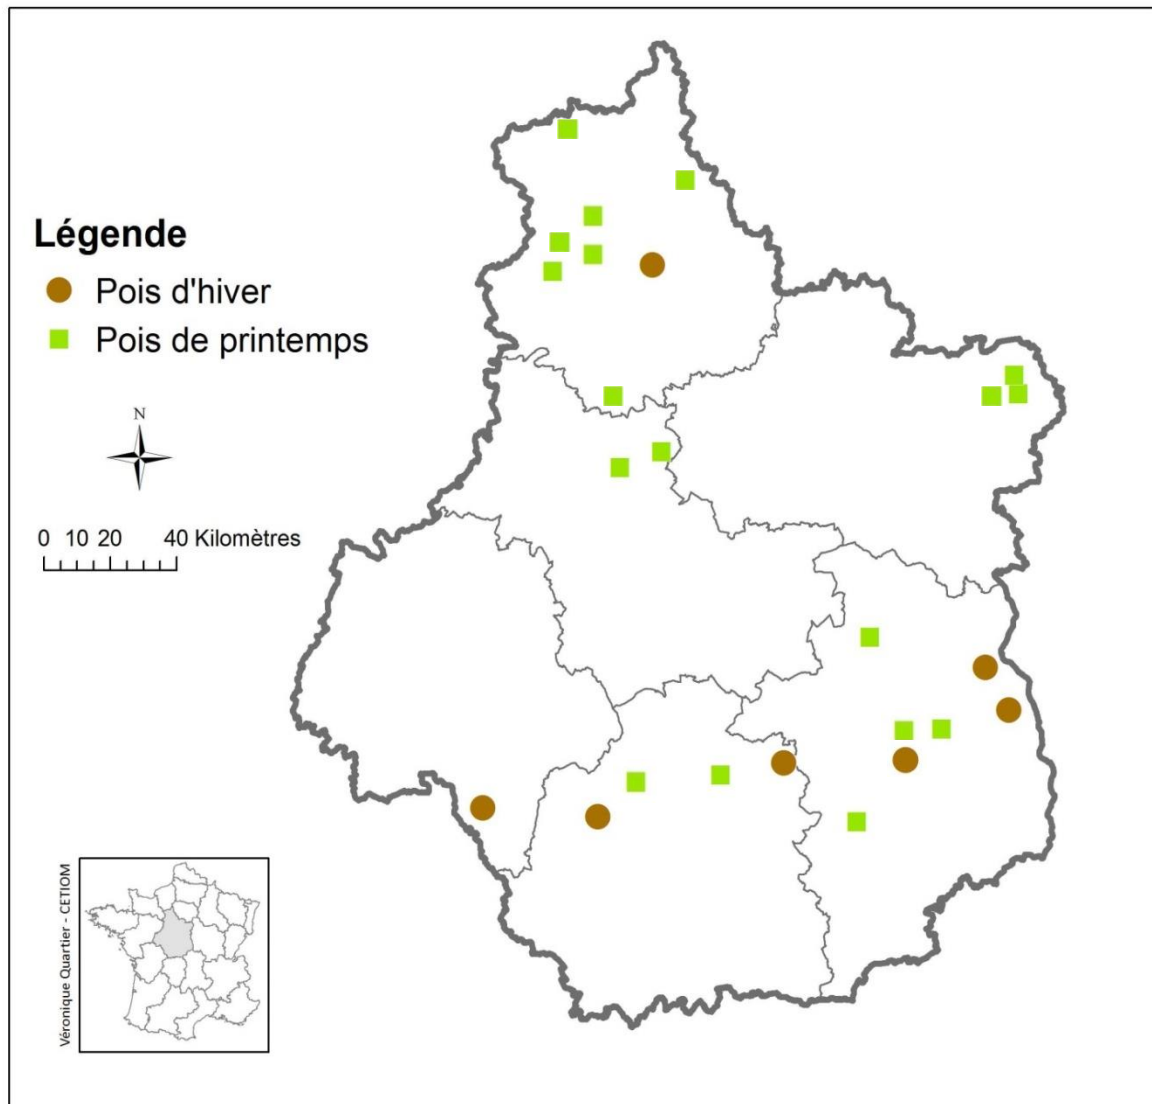 Légende
Pois d'hiver
Pois de printemps
N
0 10 20 40 Kilomètres
Véronique Quartier - CETIOM